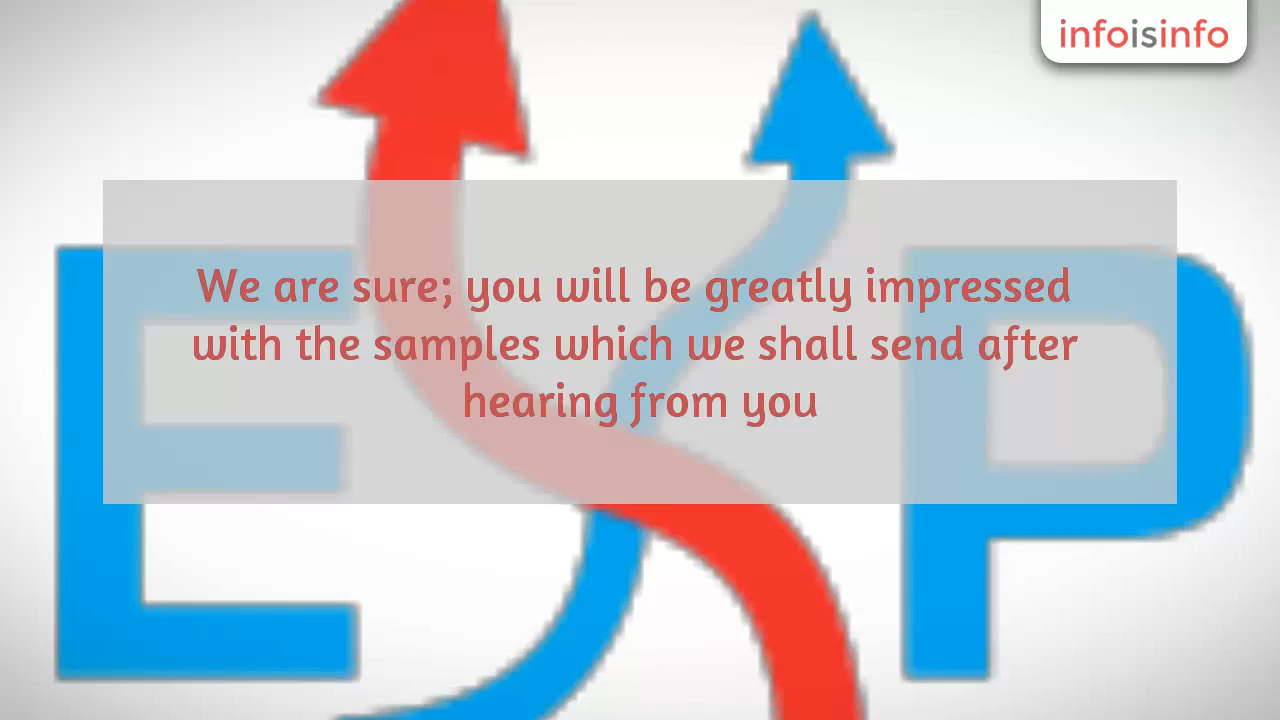 infoisinfo
We are sure; you will be greatly impressed
with the samples which we shall send after
hearing from you
E P